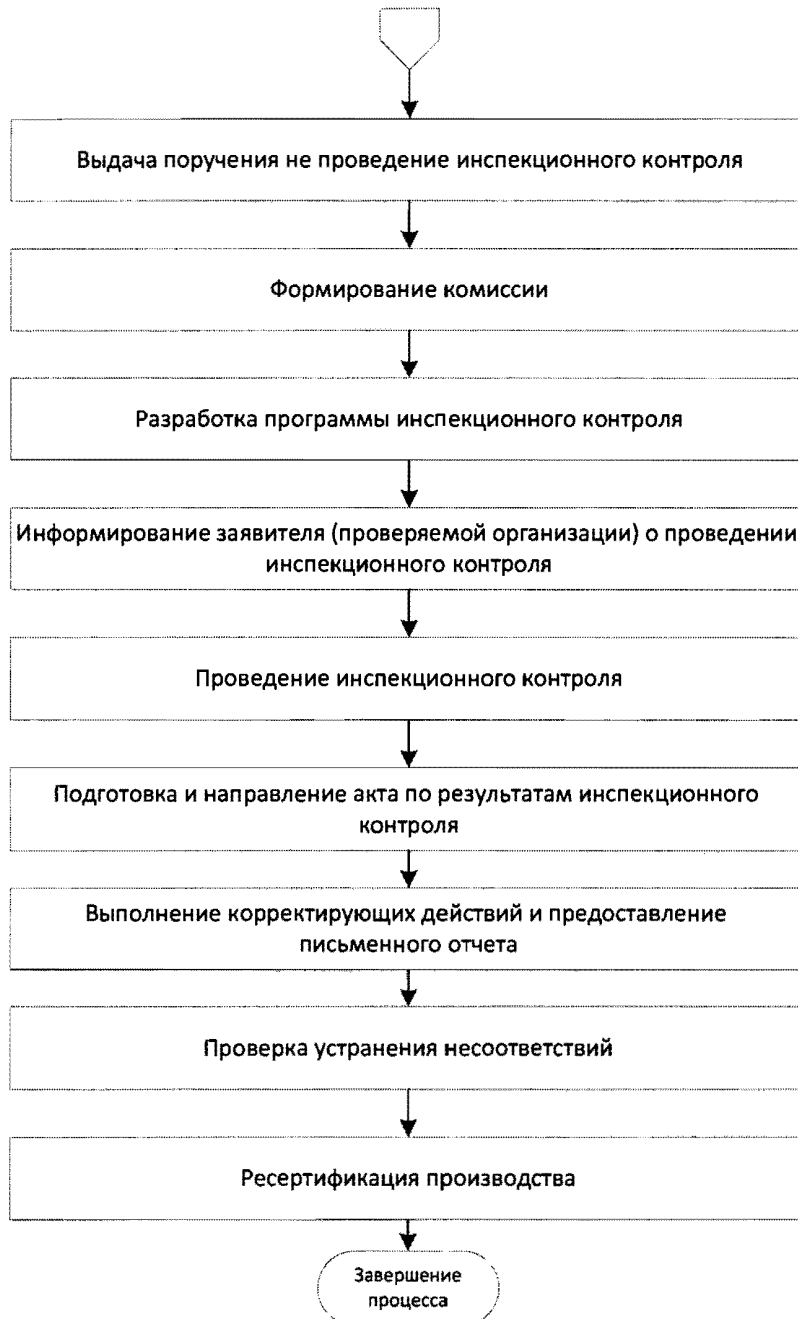 Выдача поручения не проведение инспекционного контроля
Формирование комиссии
Разработка программы инспекционного контроля
Информирование заявителя (проверяемой организации) о проведении
инспекционного контроля
Проведение инспекционного контроля
Подготовка и направление акта по результатам инспекционного
контроля
Выполнение корректирующих действий и предоставление
письменного отчета
Проверка устранения несоответствий
Ресертификация производства
Завершение
процесса